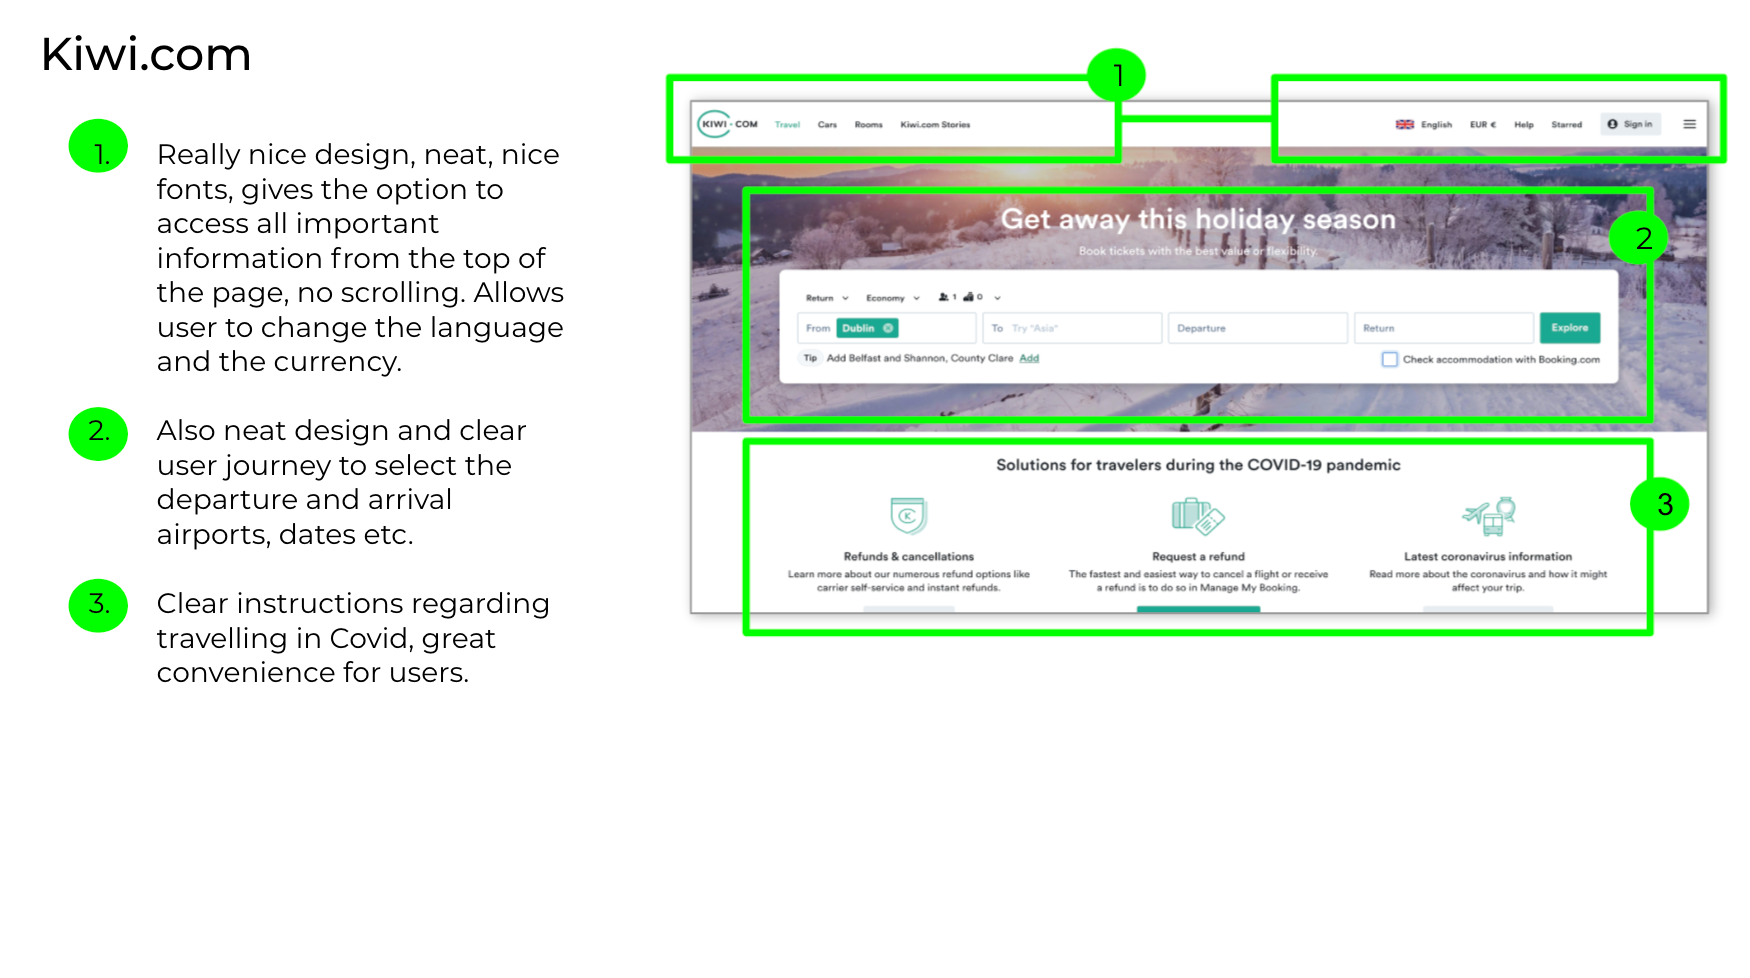 Kiwi.com
1.
Really nice design, neat, nice
fonts, gives the option to
access all important
information from the top of
the page, no scrolling. Allows
user to change the language
and the currency.
2.
Also neat design and clear
user journey to select the
departure and arrival
airports, dates etc.
3.
Clear instructions regarding
travelling in Covid, great
convenience for users.
1
KIWI·COM Travel Cars Rooms Kiwi.com Stories English EUR € Help Starred Sign in
2
Get away this holiday season
Book tickets with the best value or flexibility.
Return Economy 1 0
From Dublin To Try "Asia" Departure Return Explore
Tip Add Belfast and Shannon, County Clare Add Check accommodation with Booking.com
3
Solutions for travelers during the COVID-19 pandemic
Refunds & cancellations
Learn more about our numerous refund options like
carrier self-service and instant refunds.
Request a refund
The fastest and easiest way to cancel a flight or receive
a refund is to do so in Manage My Booking.
Latest coronavirus information
Read more about the coronavirus and how it might
affect your trip.